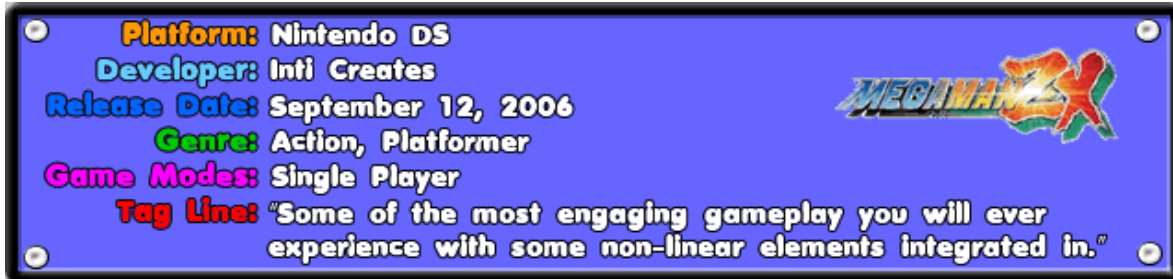 Platform: Nintendo DS
Developer: Inti Creates
Release Date: September 12, 2006
Genre: Action, Platformer
Game Modes: Single Player
Tag Line: "Some of the most engaging gameplay you will ever
experience with some non-linear elements integrated in."
MEGAMAN ZX